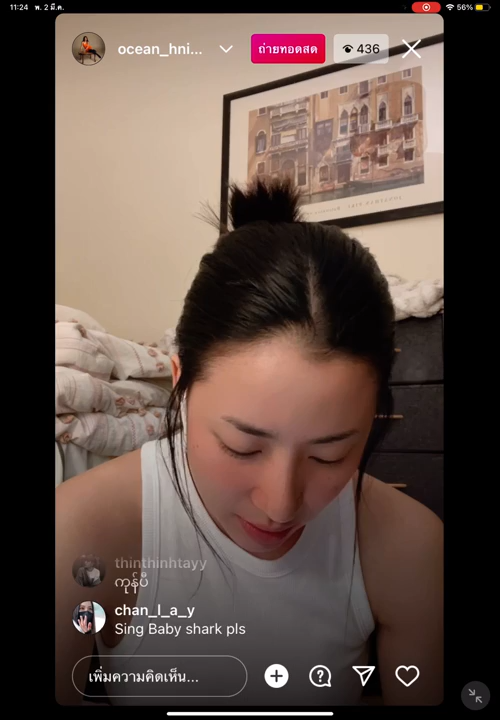 11:24 พ. 2 มี.ค.
56%
ocean_hni...
ถ่ายทอดสด
436
thinthinhtayy
ကုန်ပီ
chan_l_a_y
Sing Baby shark pls
เพิ่มความคิดเห็น...